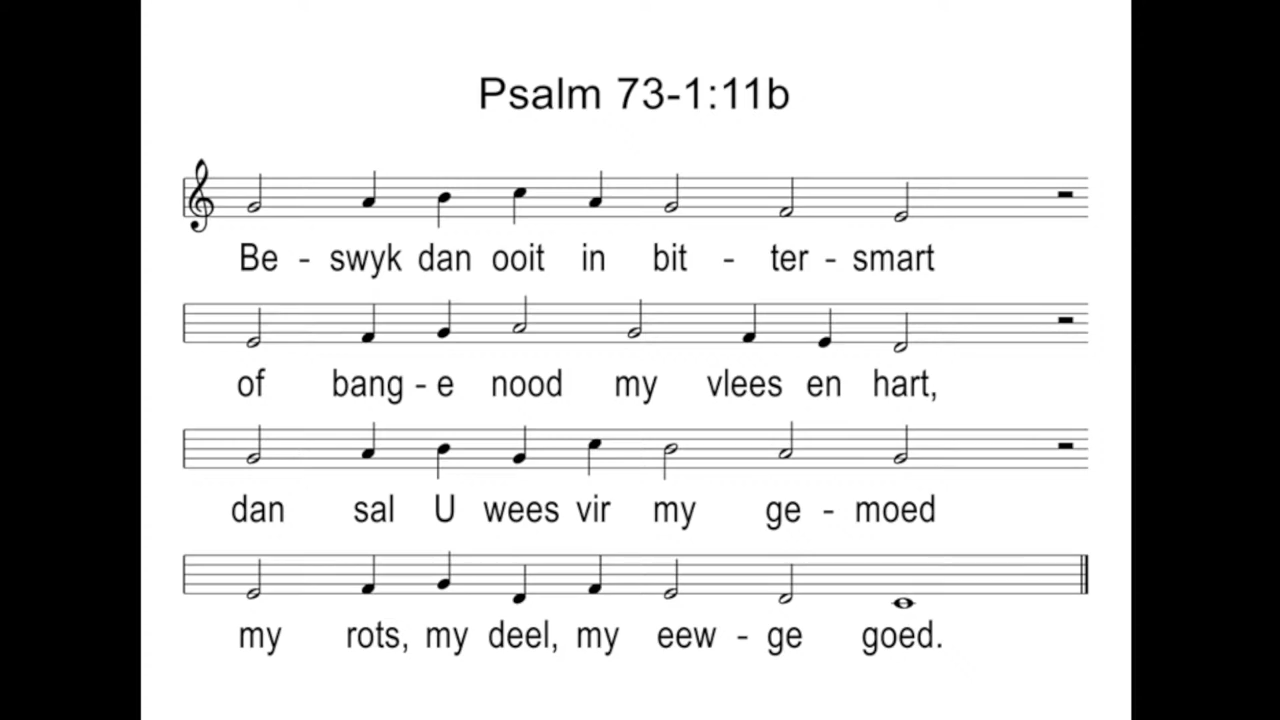 Psalm 73-1:11b
Be - swyk dan ooit in bit - ter - smart
of bang - e nood my vlees en hart,
dan sal U wees vir my ge - moed
my rots, my deel, my eew - ge goed.